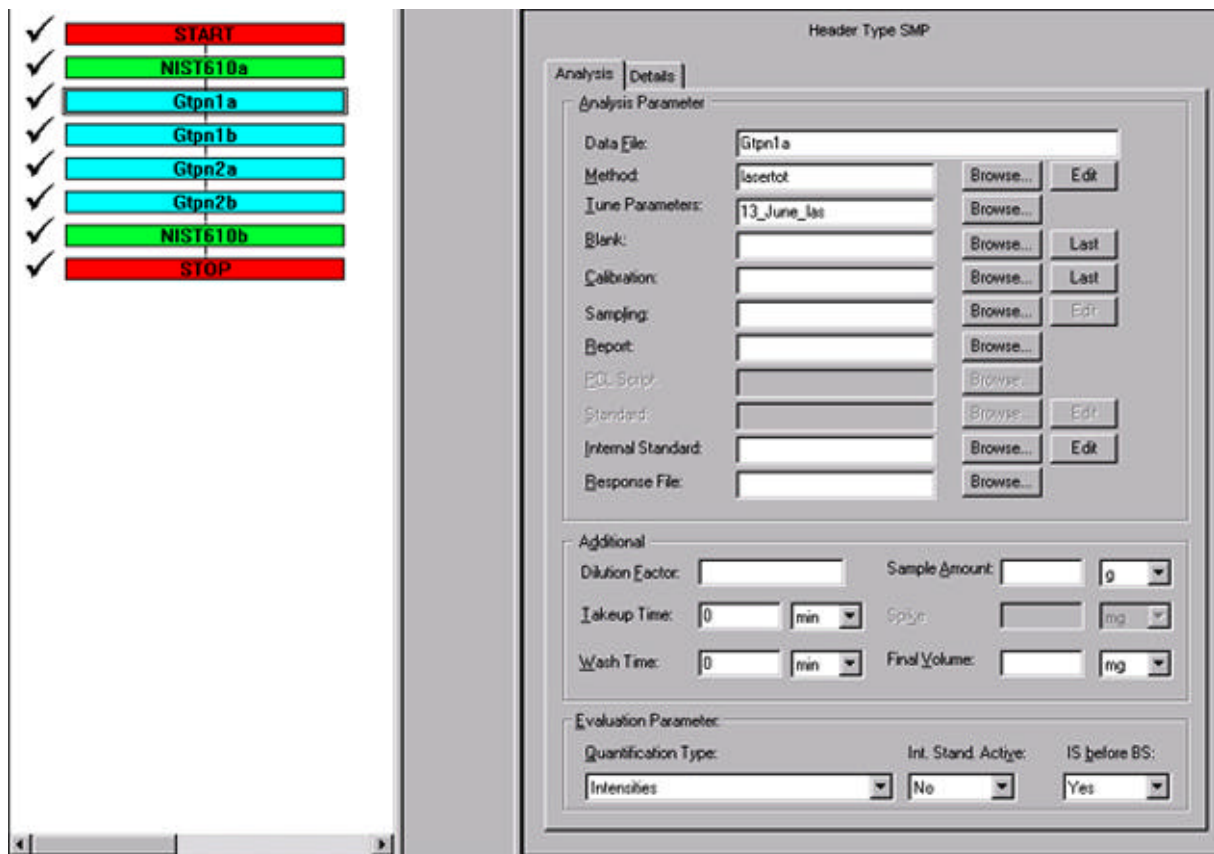 START
NIST610a
Gtpn1a
Gtpn1b
Gtpn2a
Gtpn2b
NIST610b
STOP
Header Type SMP
Analysis Details
Analysis Parameter
Data File: Gtpn1a
Method: lasertot Browse... Edit
Tune Parameters: 13_June_las Browse...
Blank: Browse... Last
Calibration: Browse... Last
Sampling: Browse... Edit
Report: Browse...
PCL Script: Browse...
Standard: Browse... Edit
Internal Standard: Browse... Edit
Response File: Browse...
Additional
Dilution Factor: Sample Amount: g
Takeup Time: 0 min Spike mg
Wash Time: 0 min Final Volume: mg
Evaluation Parameter:
Quantification Type: Int. Stand. Active: IS before BS:
Intensities No Yes